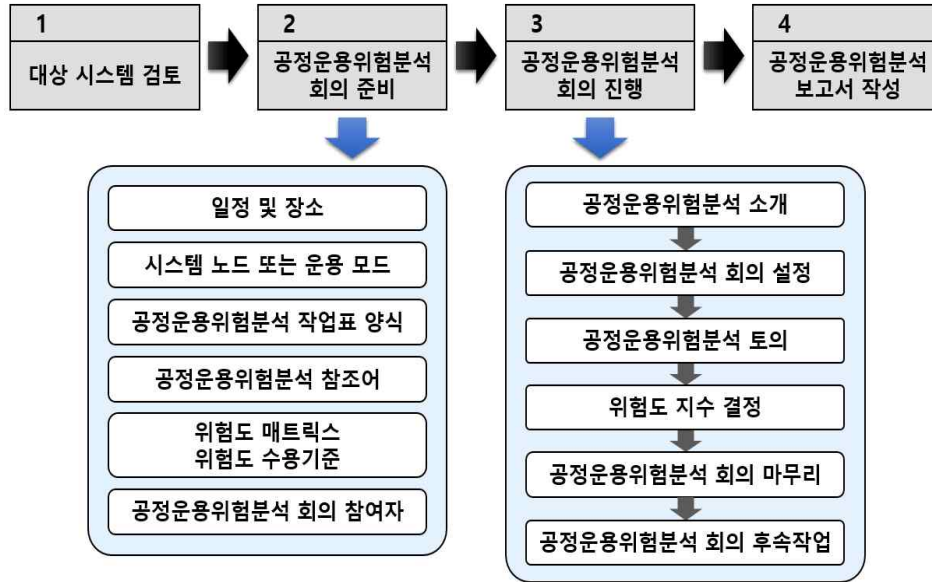 1
대상 시스템 검토
2
공정운용위험분석
회의 준비
3
공정운용위험분석
회의 진행
4
공정운용위험분석
보고서 작성
일정 및 장소
시스템 노드 또는 운용 모드
공정운용위험분석 작업표 양식
공정운용위험분석 참조어
위험도 매트릭스
위험도 수용기준
공정운용위험분석 회의 참여자
공정운용위험분석 소개
공정운용위험분석 회의 설정
공정운용위험분석 토의
위험도 지수 결정
공정운용위험분석 회의 마무리
공정운용위험분석 회의 후속작업